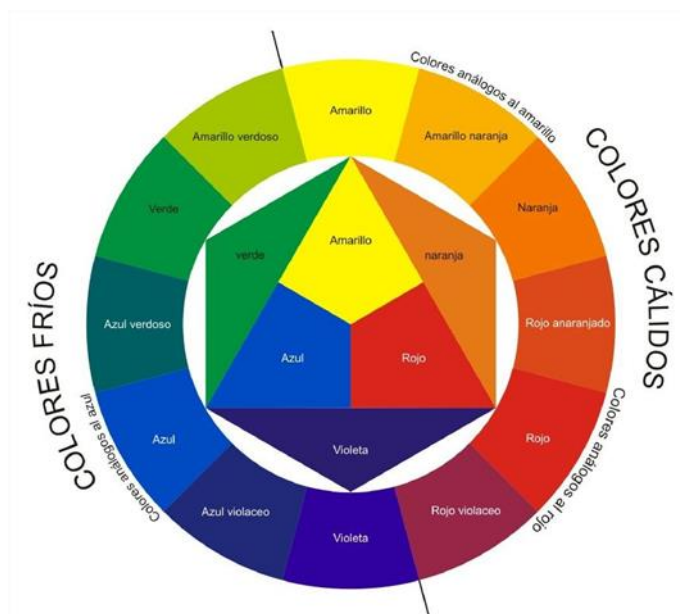 Colores análogos al amarillo
COLORES CÁLIDOS
Colores análogos al rojo
COLORES FRÍOS
Colores análogos al azul
Amarillo
Amarillo naranja
Naranja
Rojo anaranjado
Rojo
Rojo violaceo
Violeta
Azul violaceo
Azul
Azul verdoso
Verde
Amarillo verdoso
Amarillo
verde
naranja
Azul
Rojo
Violeta